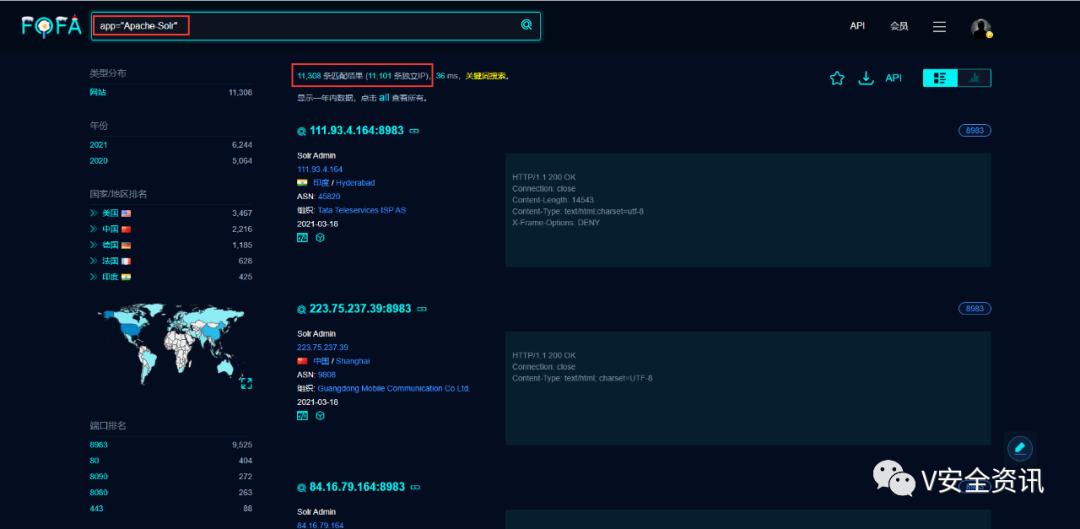 FOFA
app="Apache-Solr"
API
会员
类型分布
网站 11,308
年份
2021 6,244
2020 5,064
国家/地区排名
美国 3,467
中国 2,216
德国 1,185
法国 628
印度 425
端口排名
8983 9,525
80 404
8090 272
8080 263
443 88
11,308 条匹配结果 (11,101 条独立IP), 36 ms, 关键词搜索。
显示一年内数据，点击 all 查看所有。
API
111.93.4.164:8983
8983
Solr Admin
111.93.4.164
印度 / Hyderabad
ASN: 45820
组织: Tata Teleservices ISP AS
2021-03-18
HTTP/1.1 200 OK
Connection: close
Content-Length: 14543
Content-Type: text/html;charset=utf-8
X-Frame-Options: DENY
223.75.237.39:8983
8983
Solr Admin
223.75.237.39
中国 / Shanghai
ASN: 9808
组织: Guangdong Mobile Communication Co Ltd.
2021-03-18
HTTP/1.1 200 OK
Connection: close
Content-Type: text/html; charset=UTF-8
84.16.79.164:8983
Solr Admin
84.16.79.164
V安全资讯